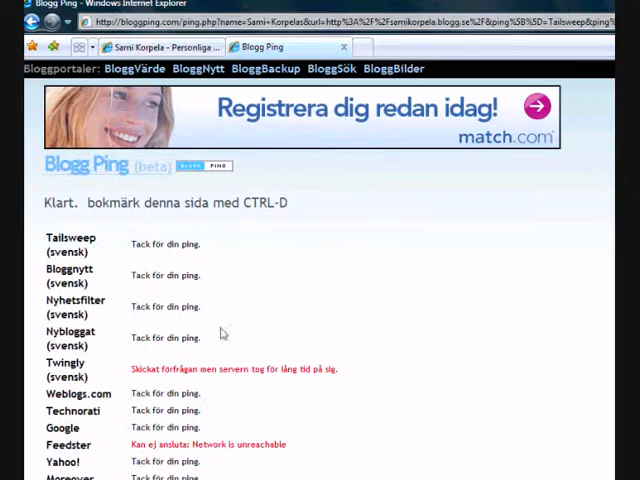 Blogg Ping - Windows Internet Explorer
http://bloggping.com/ping.php?name=Sami+Korpelas&url=http%3A%2F%2Fsamikorpela.blogg.se%2F&ping%5B%5D=Tailsweep&ping%
Sami Korpela - Personliga ...
Blogg Ping
Bloggportaler: BloggVärde BloggNytt BloggBackup BloggSök BloggBilder
Registrera dig redan idag!
match.com
Blogg Ping (beta) BLOGG PING
Klart. bokmärk denna sida med CTRL-D
Tailsweep
(svensk)
Tack för din ping.
Bloggnytt
(svensk)
Tack för din ping.
Nyhetsfilter
(svensk)
Tack för din ping.
Nybloggat
(svensk)
Tack för din ping.
Twingly
(svensk)
Skickat förfrågan men servern tog för lång tid på sig.
Weblogs.com Tack för din ping.
Technorati Tack för din ping.
Google Tack för din ping.
Feedster Kan ej ansluta: Network is unreachable
Yahoo! Tack för din ping.
Moreover Tack för din ping.